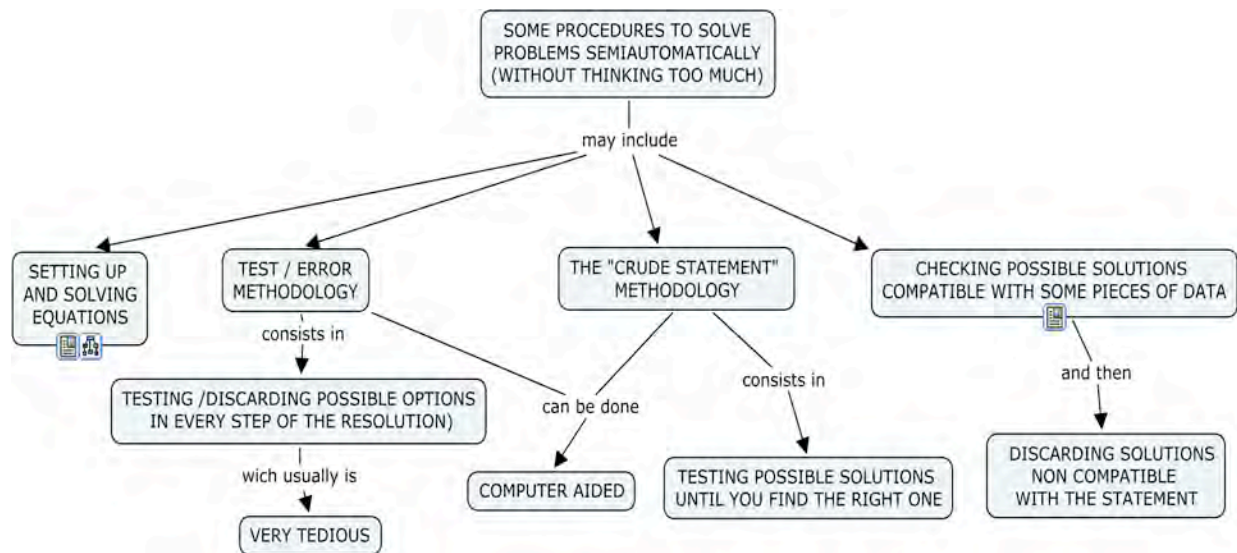 SOME PROCEDURES TO SOLVE
PROBLEMS SEMIAUTOMATICALLY
(WITHOUT THINKING TOO MUCH)
may include
SETTING UP
AND SOLVING
EQUATIONS
TEST / ERROR
METHODOLOGY
THE "CRUDE STATEMENT"
METHODOLOGY
CHECKING POSSIBLE SOLUTIONS
COMPATIBLE WITH SOME PIECES OF DATA
consists in
TESTING /DISCARDING POSSIBLE OPTIONS
IN EVERY STEP OF THE RESOLUTION)
can be done
consists in
and then
wich usually is
VERY TEDIOUS
COMPUTER AIDED
TESTING POSSIBLE SOLUTIONS
UNTIL YOU FIND THE RIGHT ONE
DISCARDING SOLUTIONS
NON COMPATIBLE
WITH THE STATEMENT